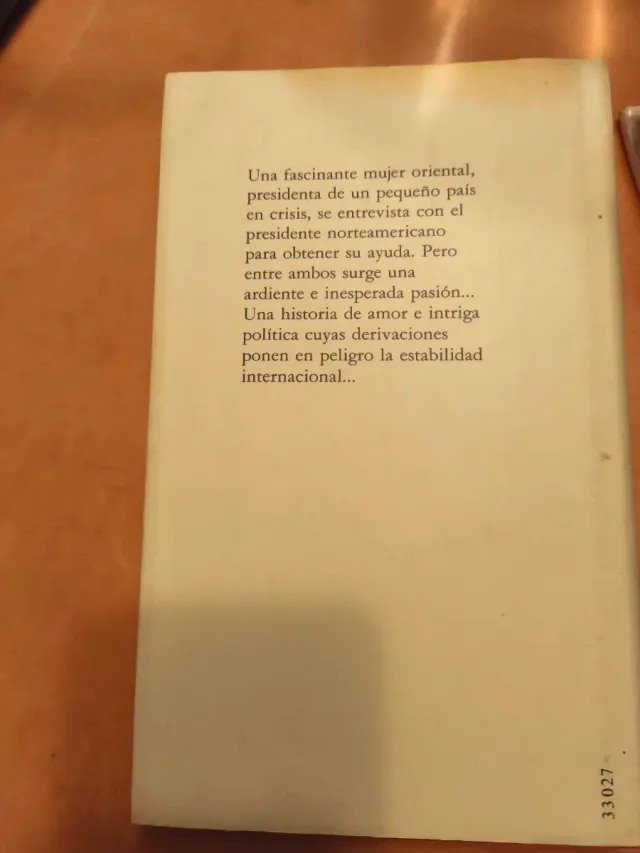 Una fascinante mujer oriental,
presidenta de un pequeño país
en crisis, se entrevista con el
presidente norteamericano
para obtener su ayuda. Pero
entre ambos surge una
ardiente e inesperada pasión...
Una historia de amor e intriga
política cuyas derivaciones
ponen en peligro la estabilidad
internacional...
33027